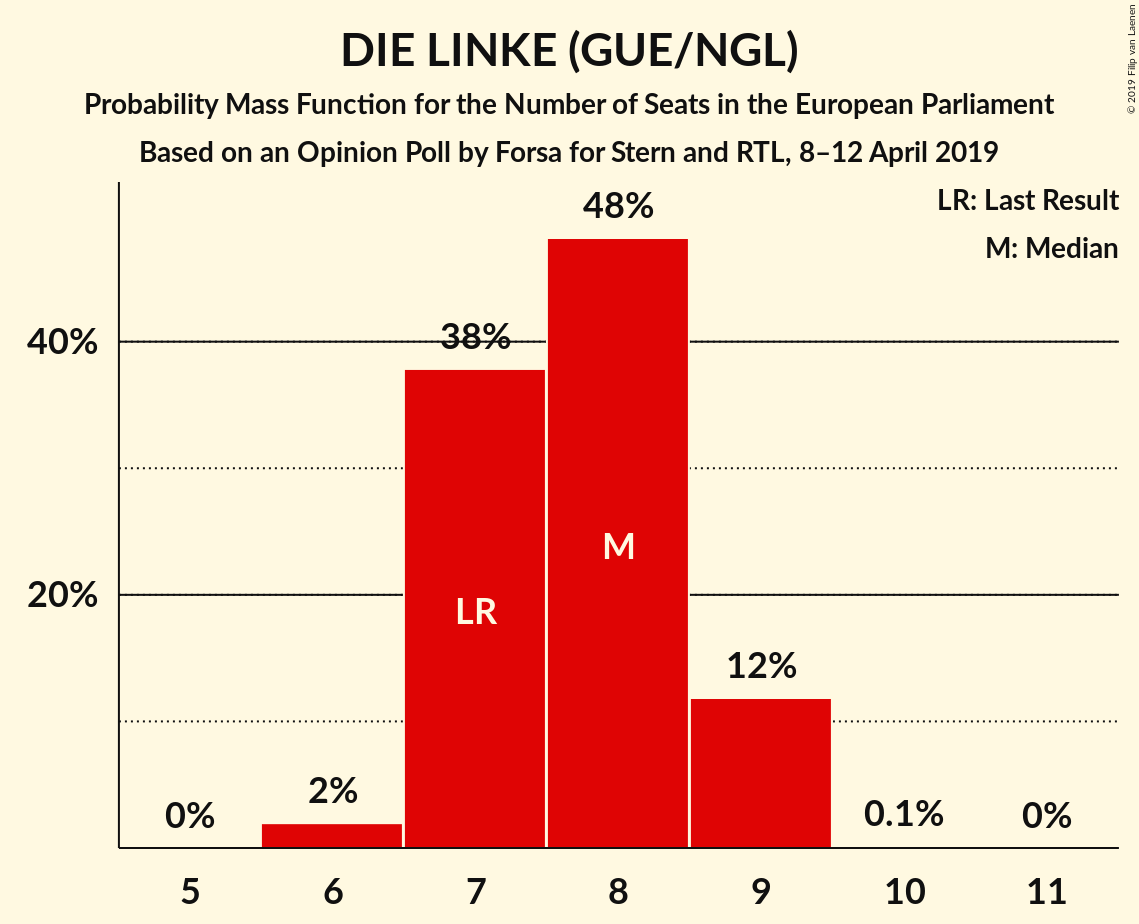 DIE LINKE (GUE/NGL)
Probability Mass Function for the Number of Seats in the European Parliament
Based on an Opinion Poll by Forsa for Stern and RTL, 8–12 April 2019
© 2019 Filip van Laenen
LR: Last Result
M: Median
48%
38%
40%
M
20%
LR
12%
2%
0%
0.1%
0%
5 6 7 8 9 10 11